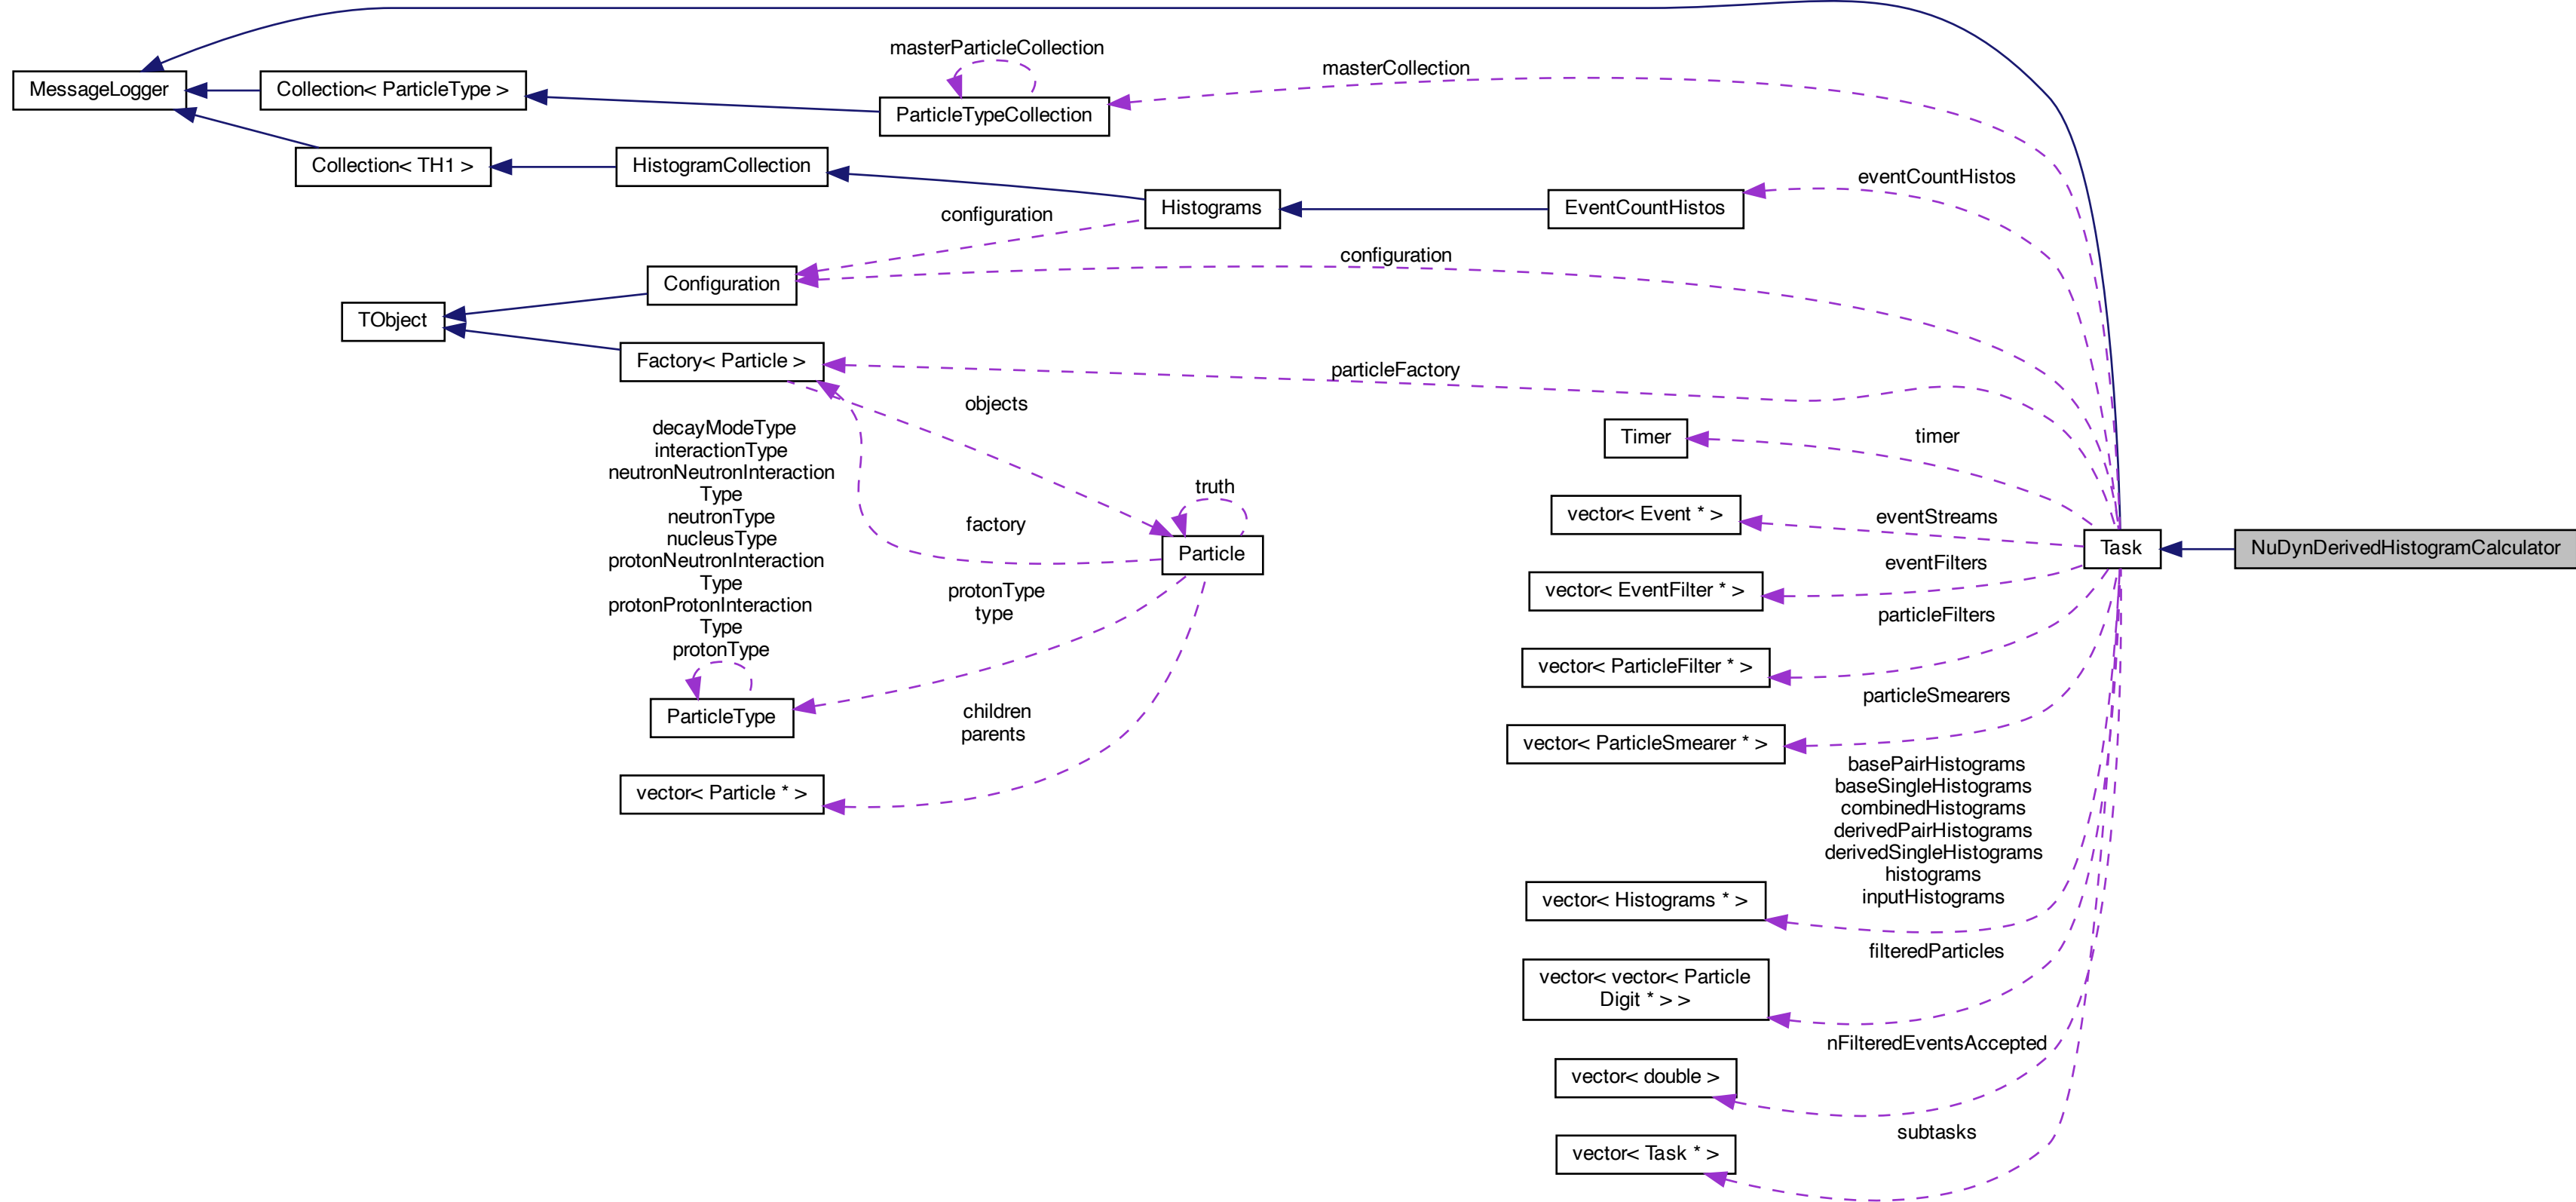 masterParticleCollection
masterCollection
MessageLogger
Collection< ParticleType >
ParticleTypeCollection
Collection< TH1 >
HistogramCollection
eventCountHistos
Histograms
EventCountHistos
configuration
configuration
Configuration
TObject
Factory< Particle >
particleFactory
objects
decayModeType
interactionType
neutronNeutronInteraction
Type
neutronType
nucleusType
protonNeutronInteraction
Type
protonProtonInteraction
Type
protonType
Timer
timer
truth
vector< Event * >
eventStreams
factory
Particle
Task
NuDynDerivedHistogramCalculator
eventFilters
vector< EventFilter * >
protonType
type
particleFilters
vector< ParticleFilter * >
particleSmearers
ParticleType
children
parents
vector< ParticleSmearer * >
vector< Particle * >
basePairHistograms
baseSingleHistograms
combinedHistograms
derivedPairHistograms
derivedSingleHistograms
histograms
inputHistograms
vector< Histograms * >
filteredParticles
vector< vector< Particle
Digit * > >
nFilteredEventsAccepted
vector< double >
subtasks
vector< Task * >